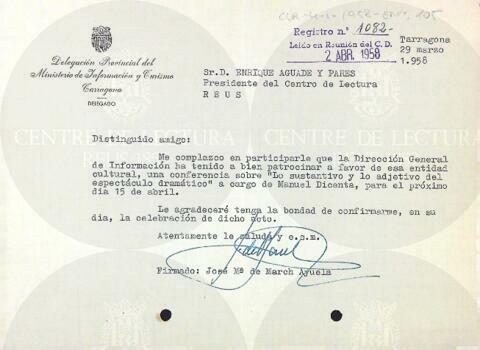 CLR-4-1-1958-Env, 105
Registro n.º 1082-
Leído en Reunión del C.D.
2 ABR. 1958
Tarragona
29 marzo
1.958
Delegación Provincial del
Ministerio de Información y Turismo
Tarragona
DELEGADO
Sr.D. ENRIQUE AGUADE Y PARES
Presidente del Centro de Lectura
R E U S
CENTRE DE LECTURA
CENTRE DE LECTURA
Distinguido amigo:
Me complazco en participarle que la Dirección General
de Información ha tenido a bien patrocinar a favor de esa entidad
cultural, una conferencia sobre "Lo sustantivo y lo adjetivo del
espectáculo dramático" a cargo de Manuel Dicenta, para el próximo
día 15 de abril.
Le agradeceré tenga la bondad de confirmarme, en su
día, la celebración de dicho acto.
Atentamente le saluda y e.s.m.
Firmado: José Mª de March Ayuela